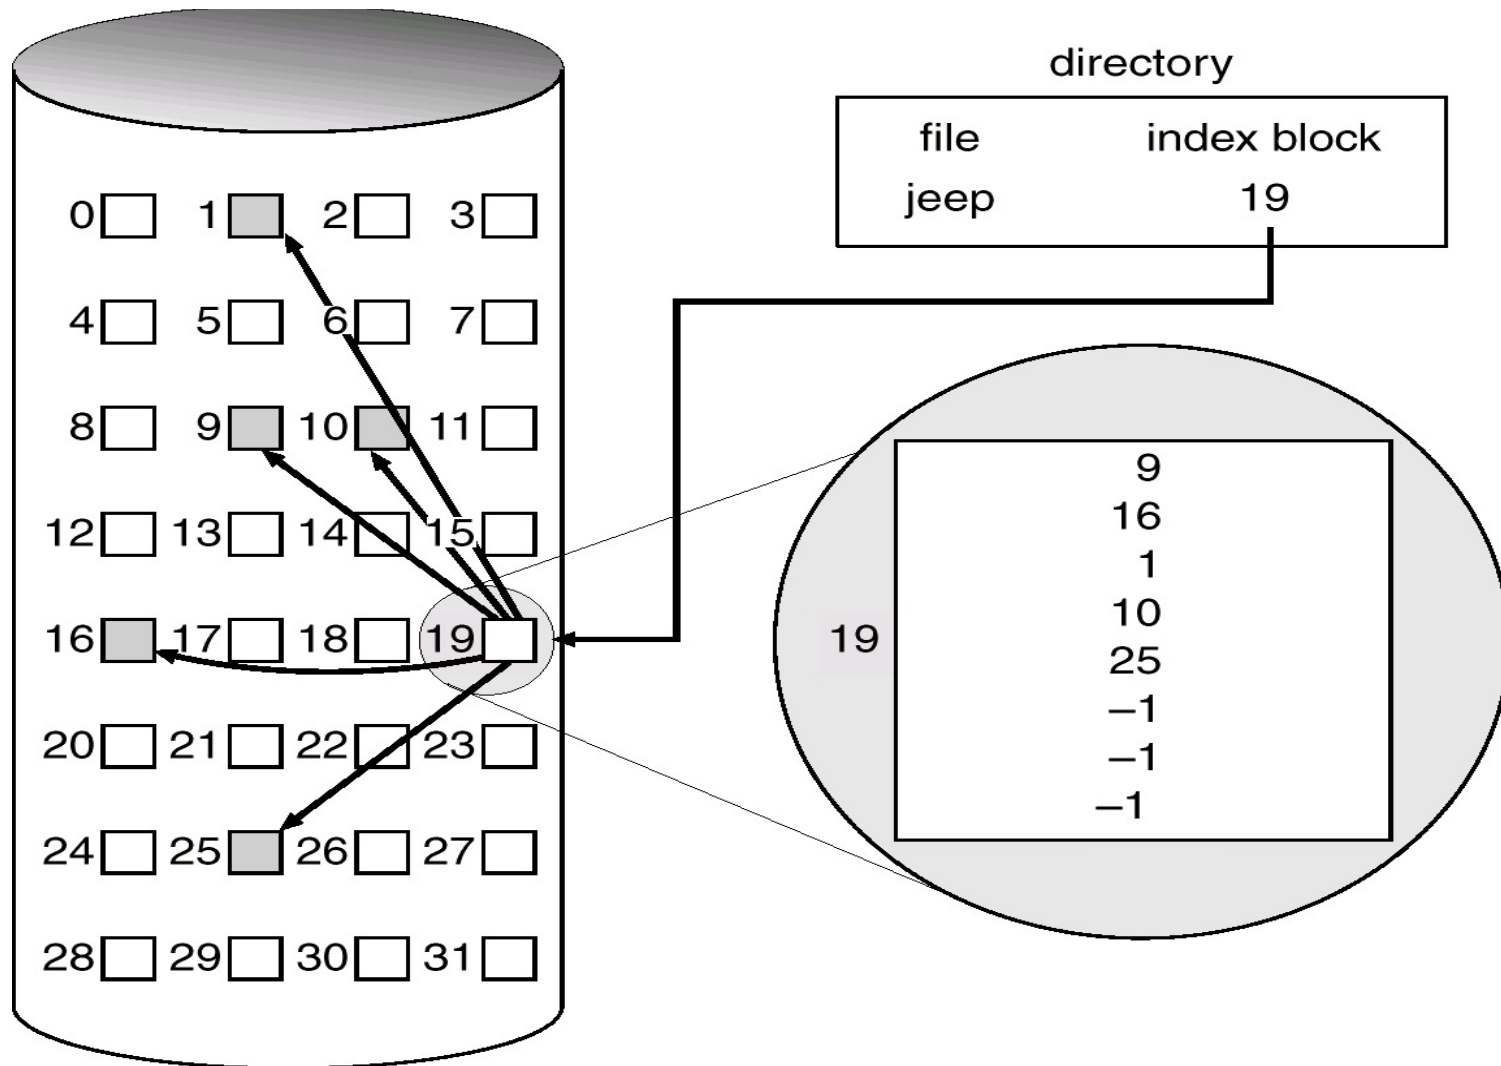 directory
file index block
jeep 19
0 1 2 3
4 5 6 7
8 9 10 11
12 13 14 15
16 17 18 19
20 21 22 23
24 25 26 27
28 29 30 31
19
9
16
1
10
25
–1
–1
–1